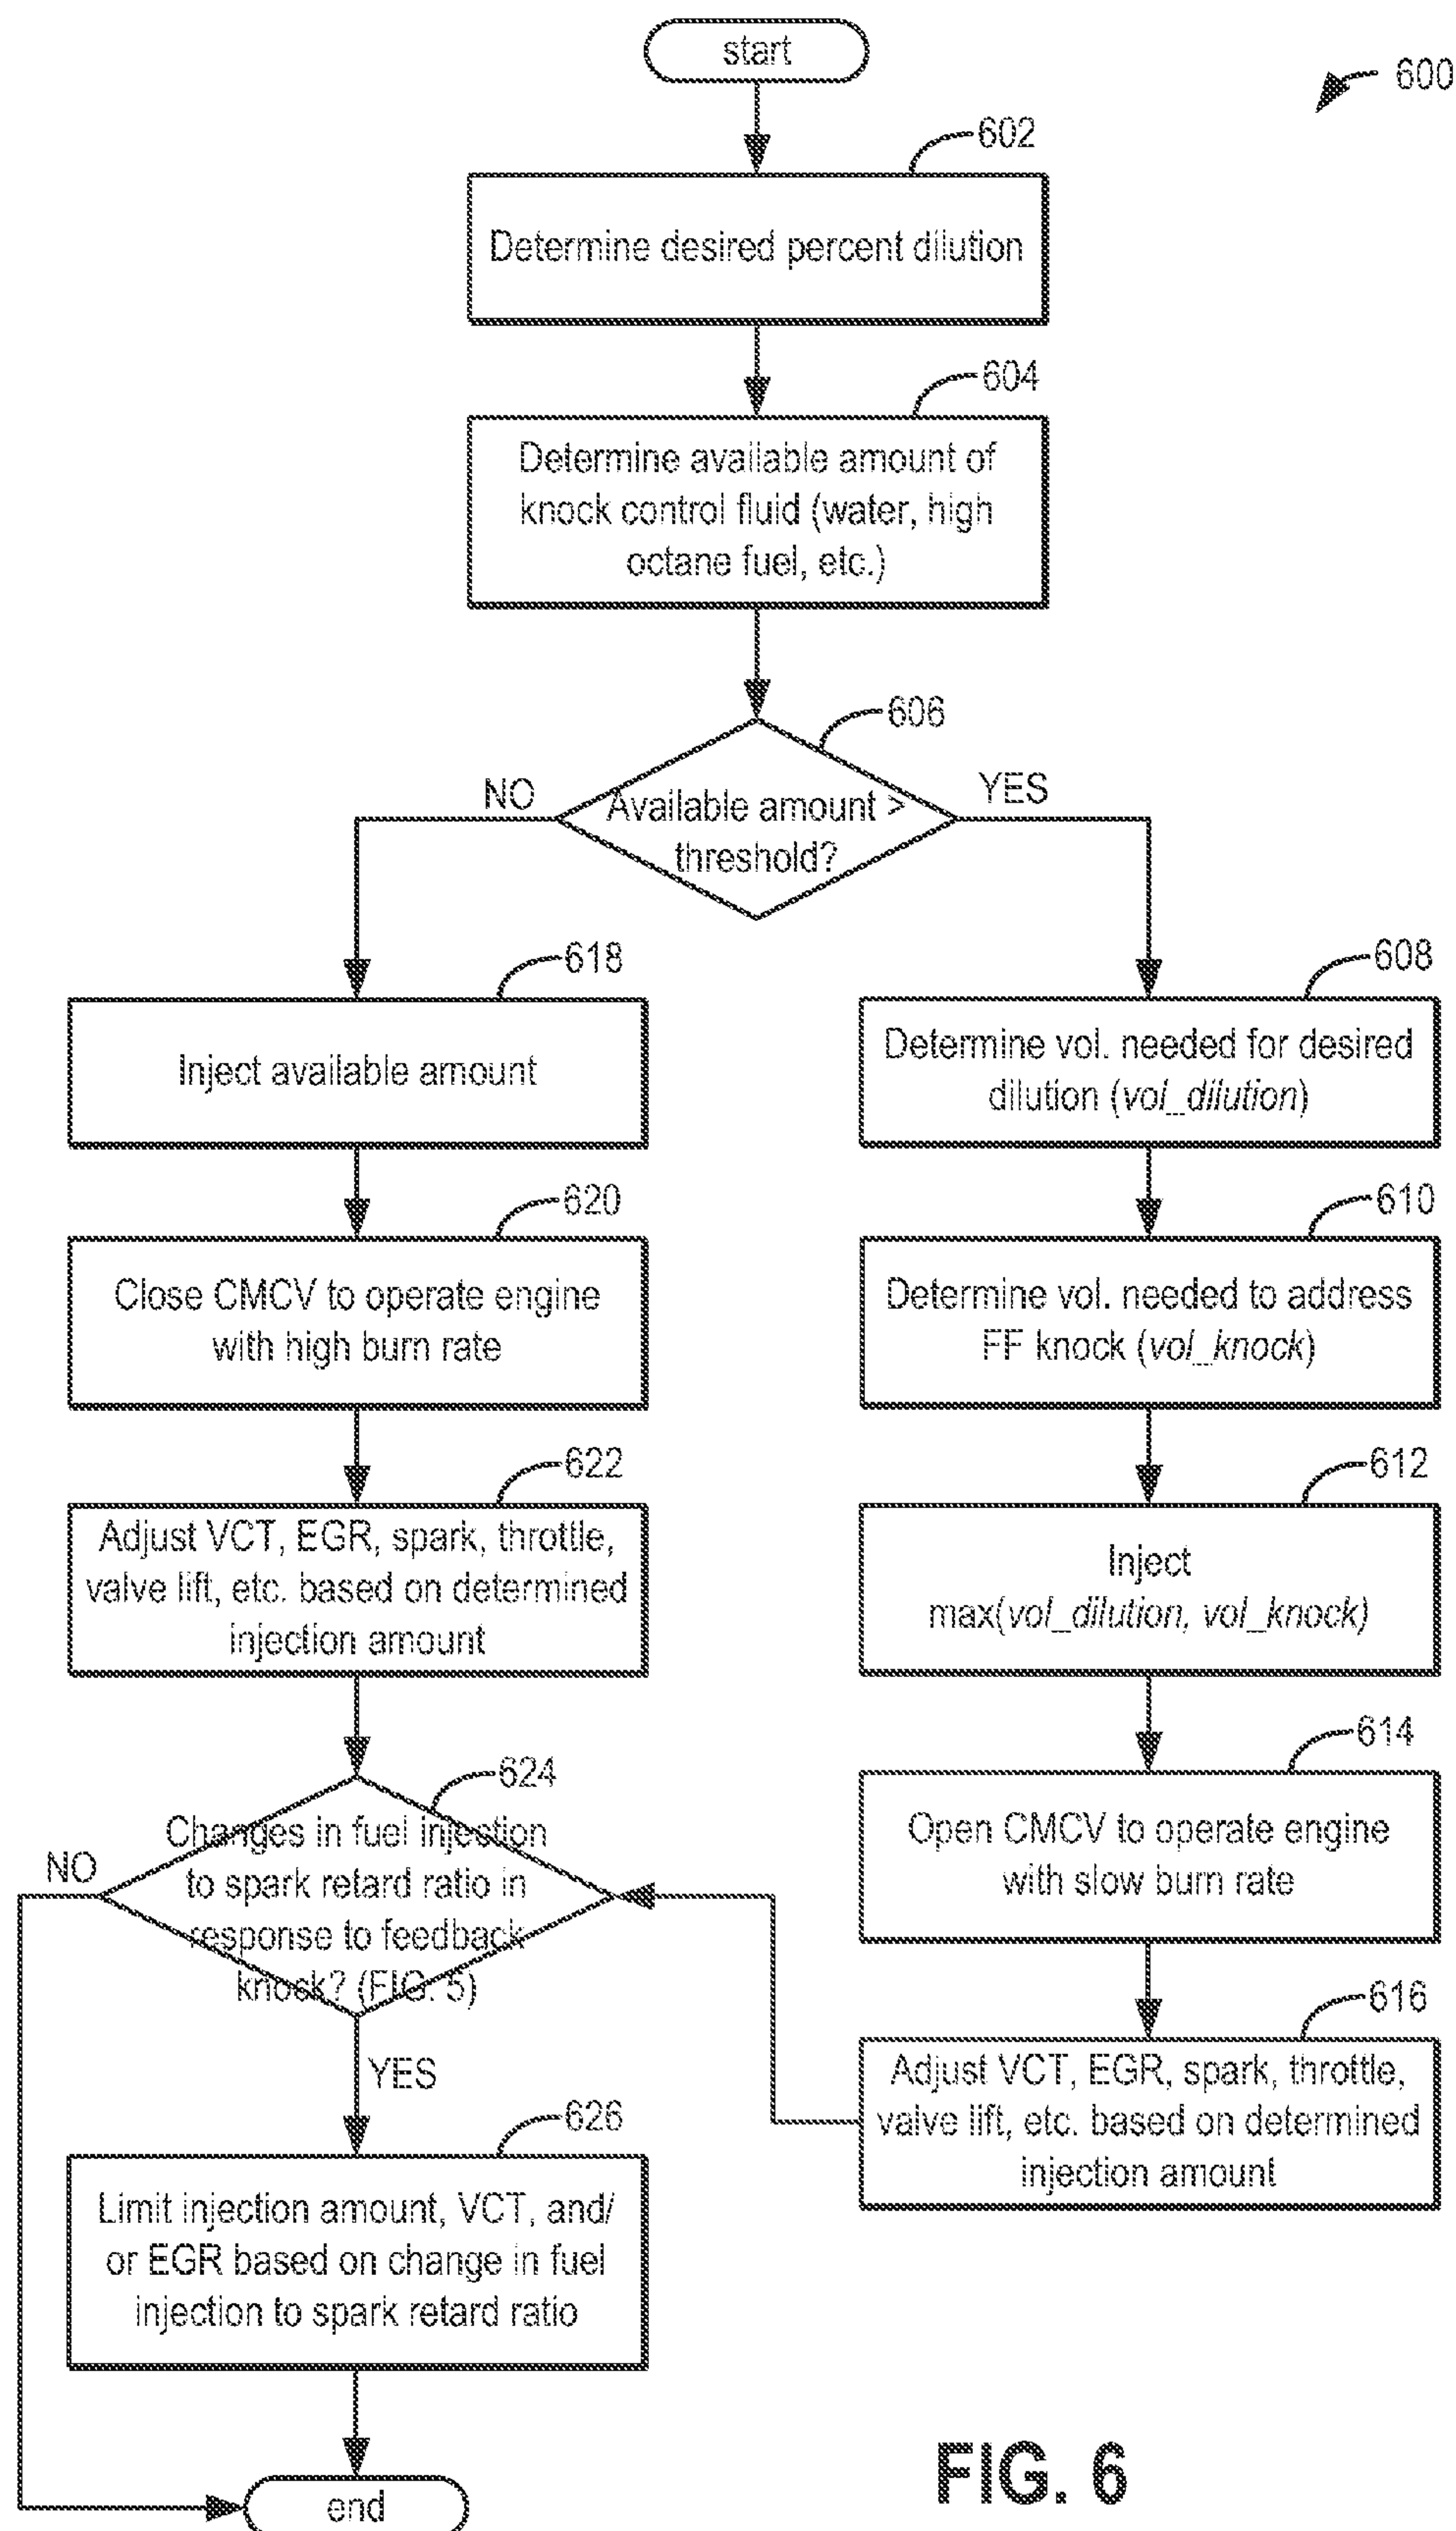 start
600
602
Determine desired percent dilution
604
Determine available amount of
knock control fluid (water, high
octane fuel, etc.)
606
NO
YES
Available amount >
threshold?
618
Inject available amount
620
Close CMCV to operate engine
with high burn rate
622
Adjust VCT, EGR, spark, throttle,
valve lift, etc. based on determined
injection amount
608
Determine vol. needed for desired
dilution (vol_dilution)
610
Determine vol. needed to address
FF knock (vol_knock)
612
Inject
max(vol_dilution, vol_knock)
614
Open CMCV to operate engine
with slow burn rate
616
Adjust VCT, EGR, spark, throttle,
valve lift, etc. based on determined
injection amount
624
Changes in fuel injection
to spark retard ratio in
response to feedback
knock? (FIG. 5)
NO
YES
626
Limit injection amount, VCT, and/
or EGR based on change in fuel
injection to spark retard ratio
end
FIG. 6